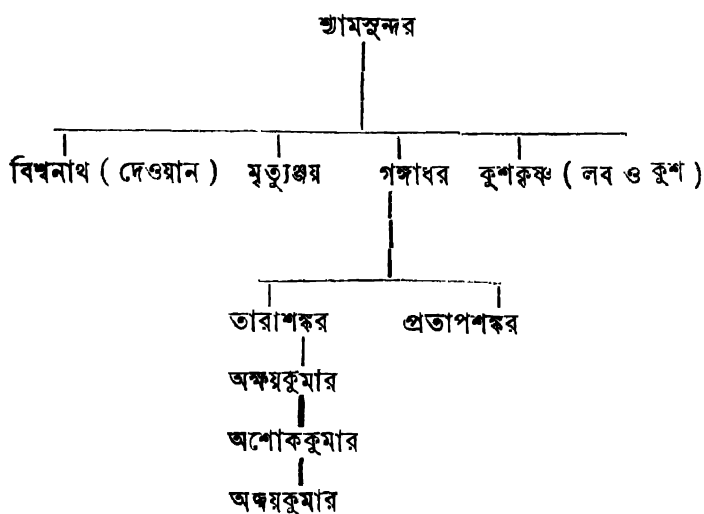 শ্যামসুন্দর
বিশ্বনাথ ( দেওয়ান ) মৃত্যুঞ্জয় গঙ্গাধর কুশকৃষ্ণ ( লব ও কুশ )
তারাশঙ্কর প্রতাপশঙ্কর
অক্ষয়কুমার
অশোককুমার
অজয়কুমার